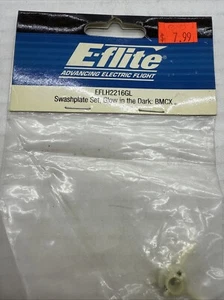 7.99
E-flite
ADVANCING ELECTRIC FLIGHT
EFLH2216GL
Swashplate Set, Glow in the Dark: BMCX